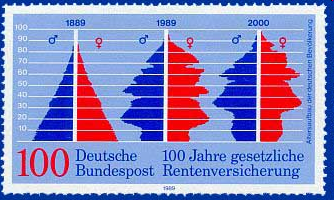 1889 1989 2000
♂ ♀ ♂ ♀ ♂ ♀
100
90
80
70
60
50
40
30
20
10
Altersaufbau der deutschen Bevölkerung
100 Deutsche Bundespost
100 Jahre gesetzliche Rentenversicherung
1989